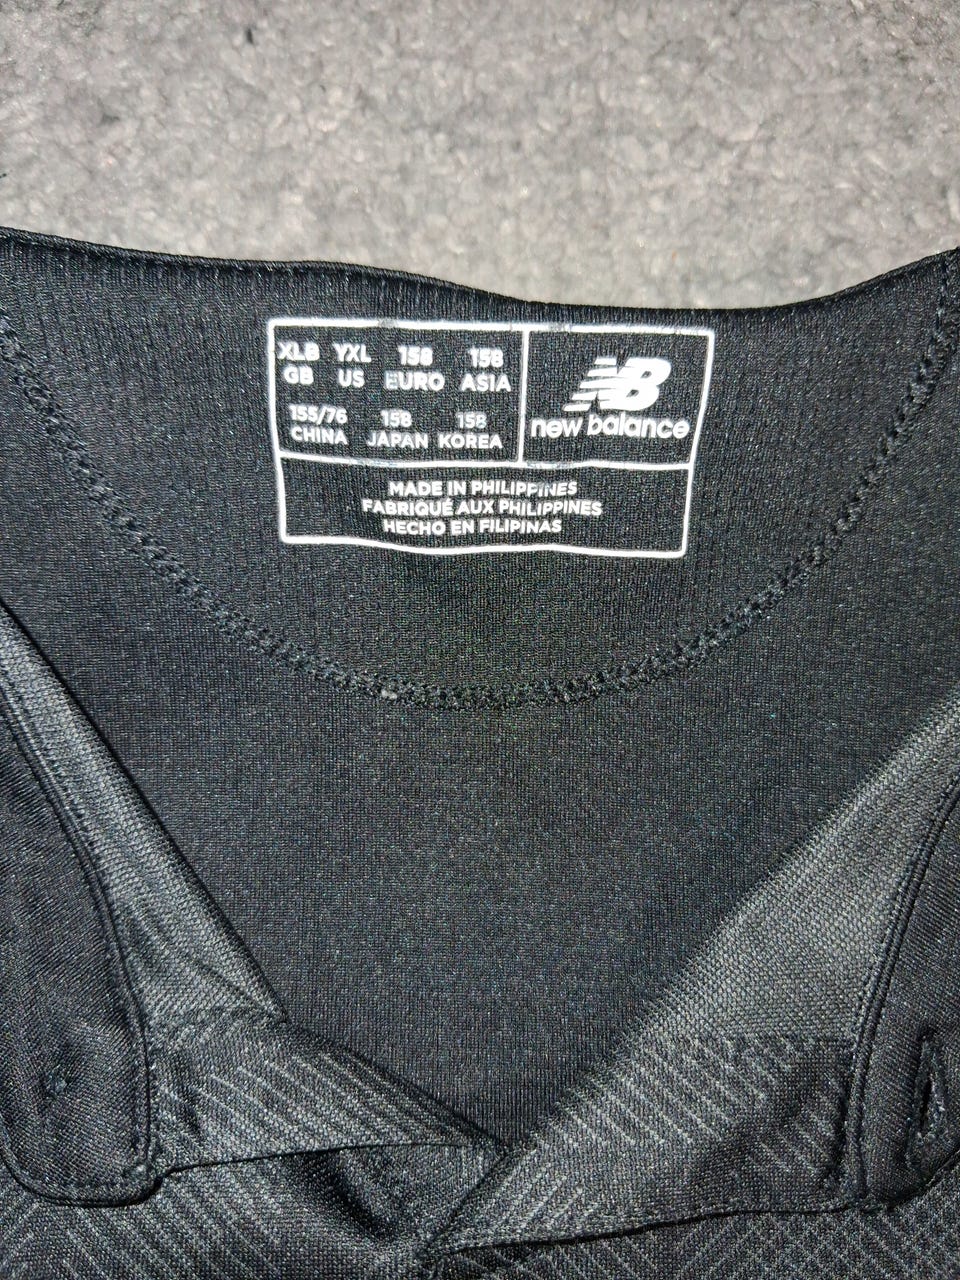 XLB YXL 158 158
GB US EURO ASIA
155/76 158 158
CHINA JAPAN KOREA
NB
new balance
MADE IN PHILIPPINES
FABRIQUÉ AUX PHILIPPINES
HECHO EN FILIPINAS